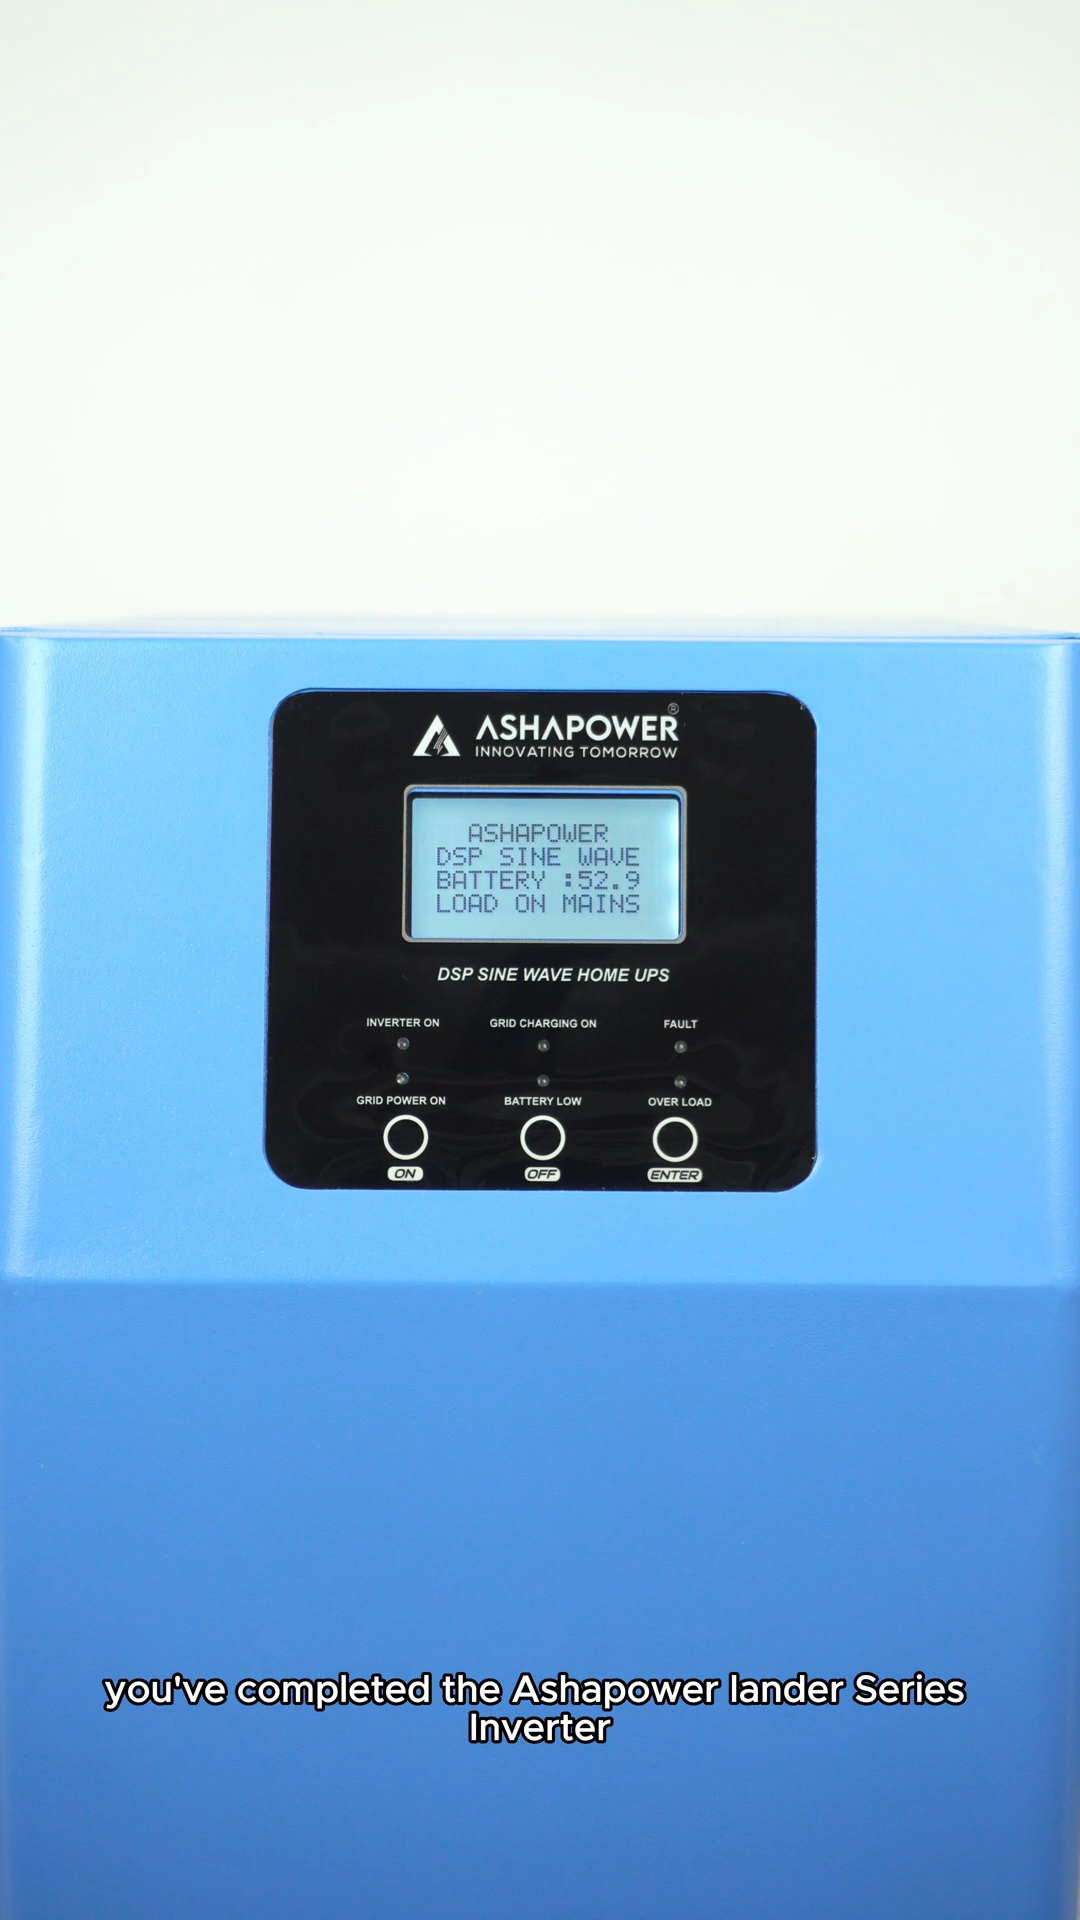 ASHAPOWER ®
INNOVATING TOMORROW
ASHAPOWER
DSP SINE WAVE
BATTERY :52.9
LOAD ON MAINS
DSP SINE WAVE HOME UPS
INVERTER ON GRID CHARGING ON FAULT
GRID POWER ON BATTERY LOW OVER LOAD
ON OFF ENTER
you've completed the Ashapower lander Series
Inverter